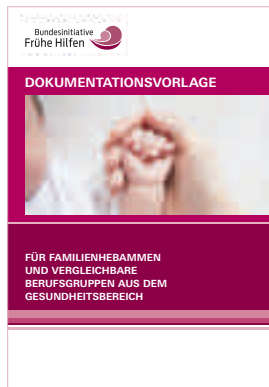 Bundesinitiative
Frühe Hilfen
DOKUMENTATIONSVORLAGE
FÜR FAMILIENHEBAMMEN
UND VERGLEICHBARE
BERUFSGRUPPEN AUS DEM
GESUNDHEITSBEREICH